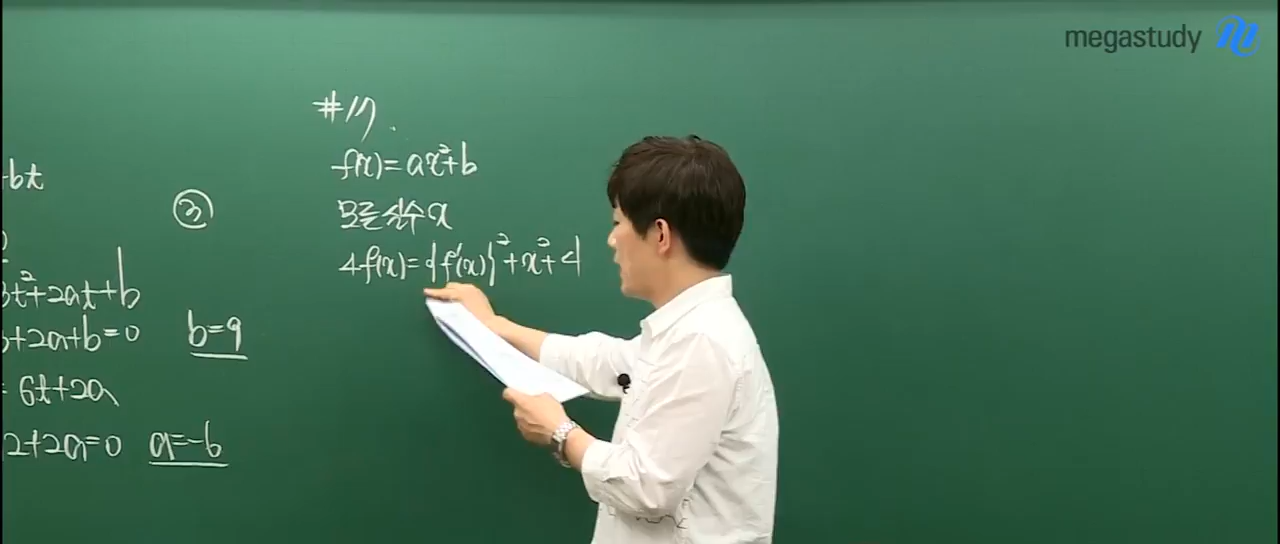 megastudy
bt
3t²+2at+b
+2a+b=0
= 6t+2a
2+2a=0
③
b=9
a=-6
#17.
f(x)=ax²+b
모든 실수 x
4f(x)={f'(x)}²+x²+4